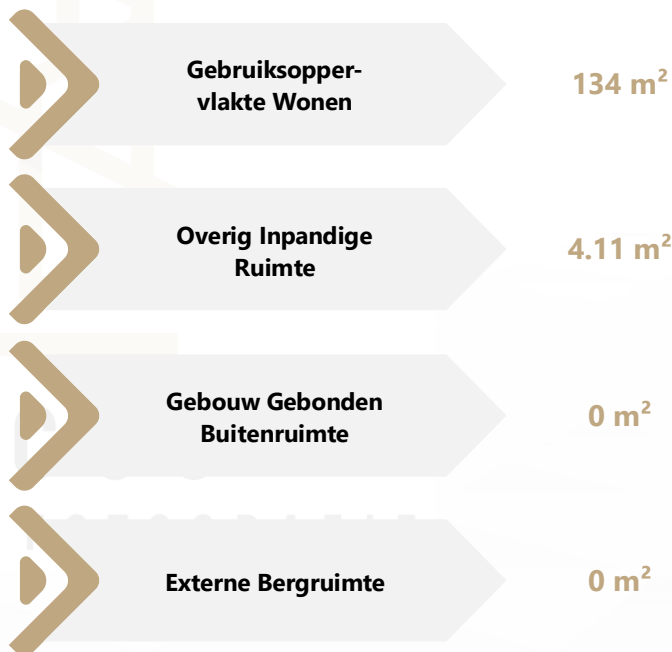 Gebruiksopper-
vlakte Wonen
134 m²
Overig Inpandige
Ruimte
4.11 m²
Gebouw Gebonden
Buitenruimte
0 m²
Externe Bergruimte
0 m²